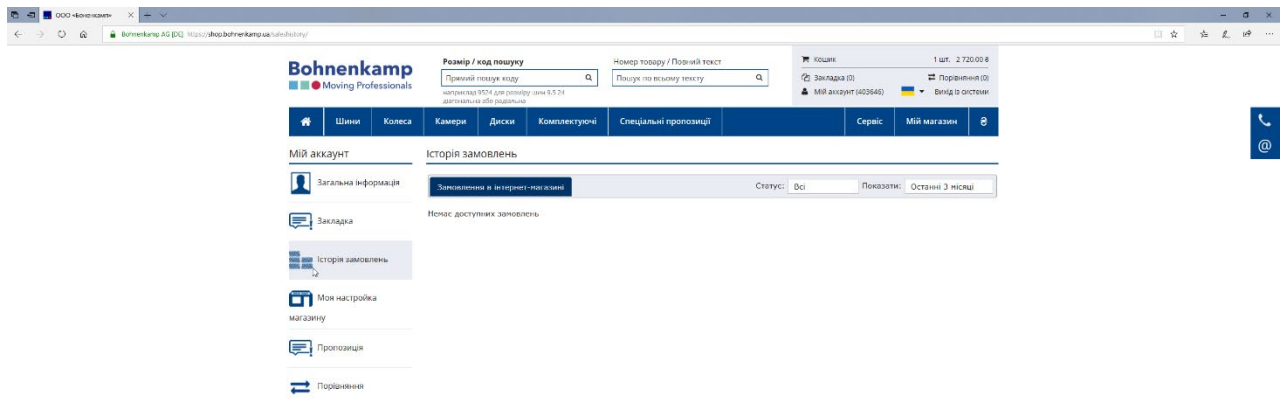 ООО «Боненкамп»
Bohnenkamp AG [DE] https://shop.bohnenkamp.ua/saleshistory/
Bohnenkamp
Moving Professionals
Розмір / код пошуку
Прямий пошук коду
наприклад 9524 для розміру шин 9.5-24
діагональна або радіальна
Номер товару / Повний текст
Пошук по всьому тексту
Кошик 1 шт. 2 720.00 ₴
Закладка (0) Порівняння (0)
Мій аккаунт (403646) Вихід із системи
Шини Колеса Камери Диски Комплектуючі Спеціальні пропозиції Сервіс Мій магазин ₴
Мій аккаунт
Загальна інформація
Закладка
Історія замовлень
Моя настройка
магазину
Пропозиція
Порівняння
Історія замовлень
Замовлення в інтернет-магазині Статус: Всі Показати: Останні 3 місяці
Немає доступних замовлень